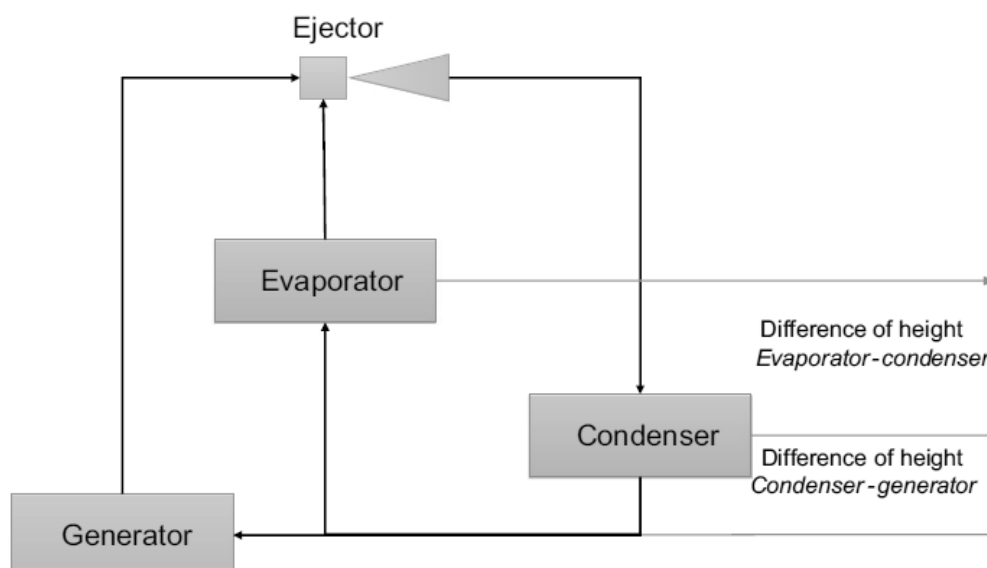 Ejector
Evaporator
Difference of height
Evaporator-condenser
Condenser
Difference of height
Condenser-generator
Generator